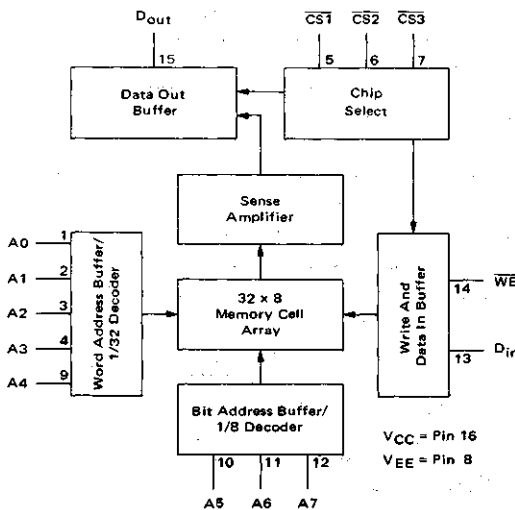 Dout
CS1 CS2 CS3
15
5 6 7
Data Out
Buffer
Chip
Select
Sense
Amplifier
A0 1
A1 2
A2 3
A3 4
A4 9
Word Address Buffer/
1/32 Decoder
32 x 8
Memory Cell
Array
Write And
Data In Buffer
14 WE
13 Din
Bit Address Buffer/
1/8 Decoder
10 11 12
A5 A6 A7
VCC = Pin 16
VEE = Pin 8